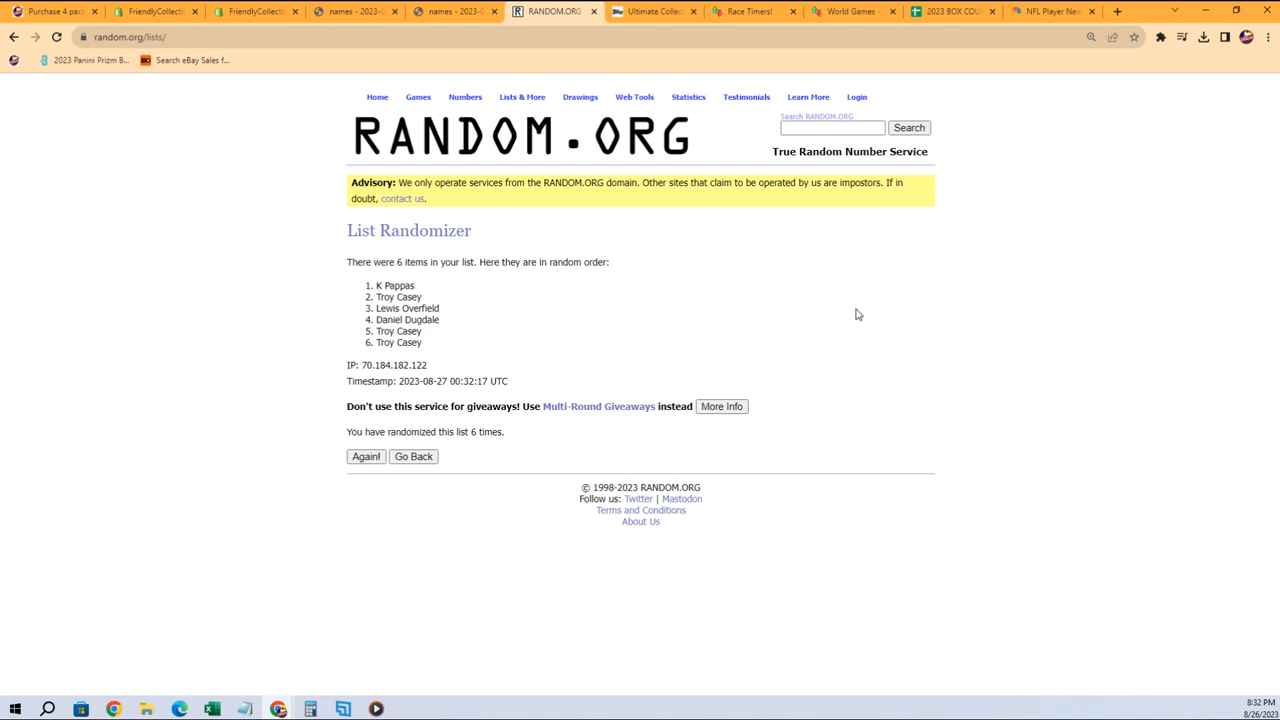 Purchase 4 pac
FriendlyCollecti
FriendlyCollecti
names - 2023-0
names - 2023-0
RANDOM.ORG
Ultimate Collec
Race Timers!
World Games -
2023 BOX COU
NFL Player Nev
random.org/lists/
2023 Panini Prizm B...
Search eBay Sales f...
Home Games Numbers Lists & More Drawings Web Tools Statistics Testimonials Learn More Login
RANDOM.ORG
Search RANDOM.ORG
Search
True Random Number Service
Advisory: We only operate services from the RANDOM.ORG domain. Other sites that claim to be operated by us are impostors. If in
doubt, contact us.
List Randomizer
There were 6 items in your list. Here they are in random order:
1. K Pappas
2. Troy Casey
3. Lewis Overfield
4. Daniel Dugdale
5. Troy Casey
6. Troy Casey
IP: 70.184.182.122
Timestamp: 2023-08-27 00:32:17 UTC
Don't use this service for giveaways! Use Multi-Round Giveaways instead More Info
You have randomized this list 6 times.
Again! Go Back
© 1998-2023 RANDOM.ORG
Follow us: Twitter | Mastodon
Terms and Conditions
About Us
8:32 PM
8/26/2023